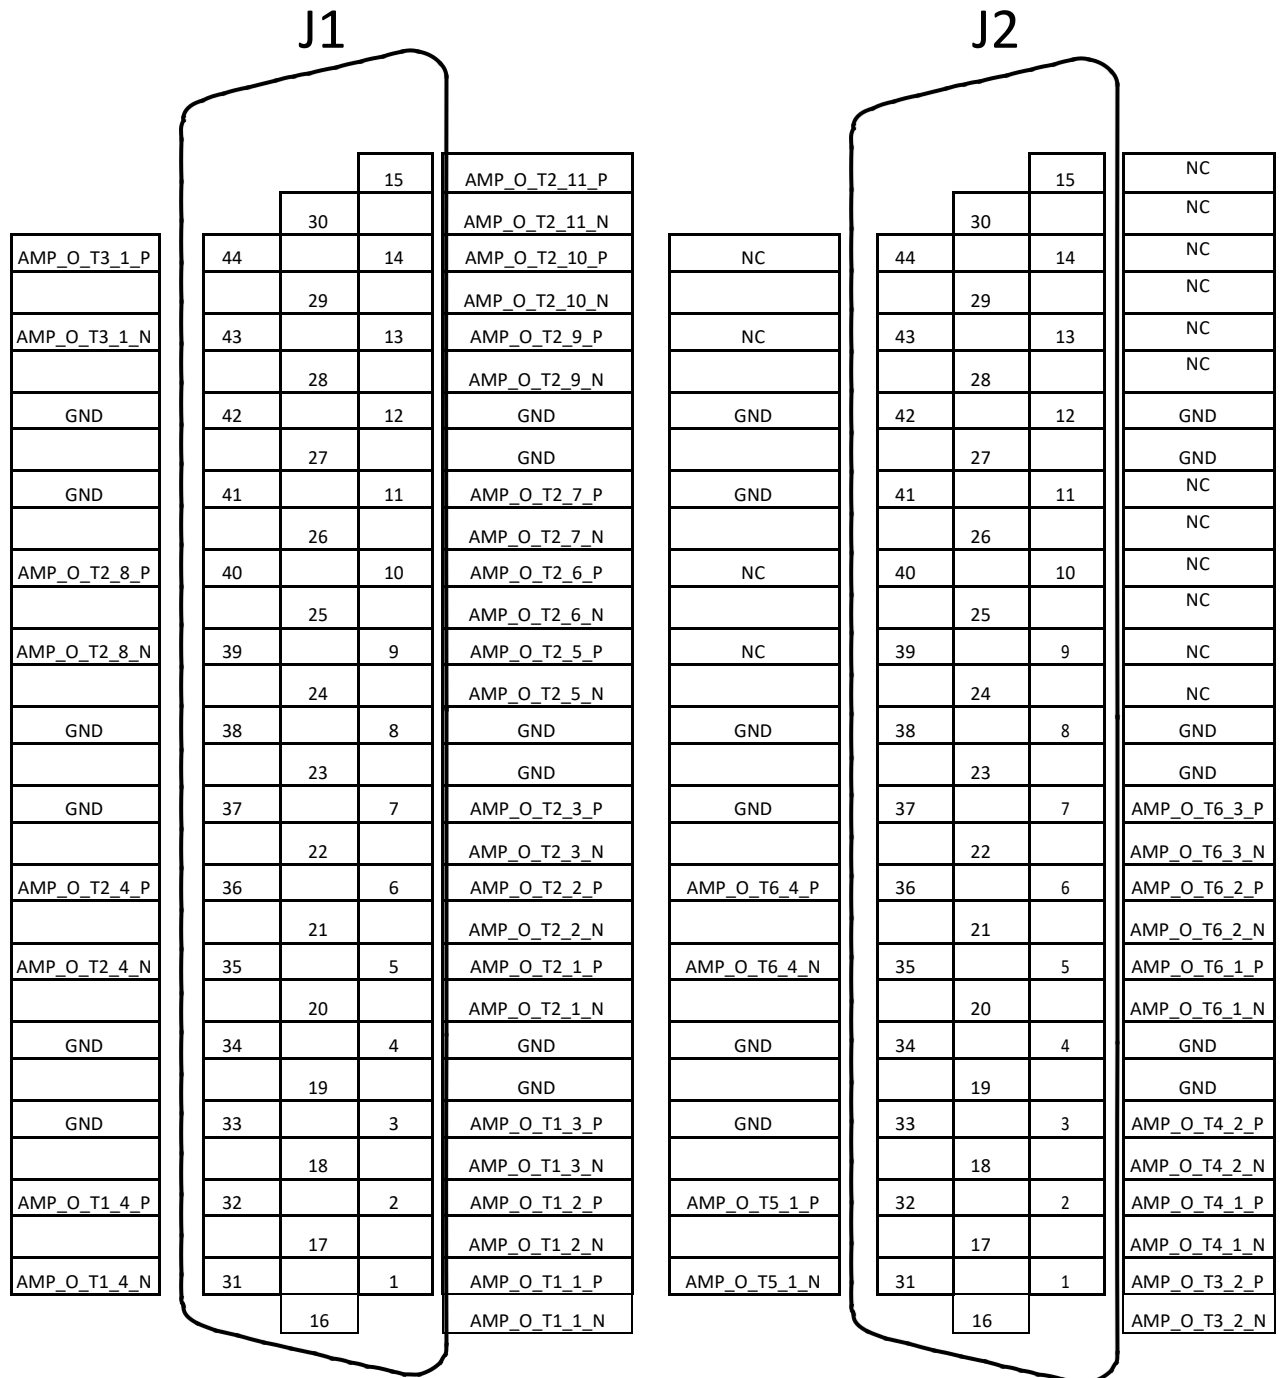 J1 J2
15 AMP_O_T2_11_P 15 NC
30 AMP_O_T2_11_N 30 NC
AMP_O_T3_1_P 44 14 AMP_O_T2_10_P NC 44 14 NC
29 AMP_O_T2_10_N 29 NC
AMP_O_T3_1_N 43 13 AMP_O_T2_9_P NC 43 13 NC
28 AMP_O_T2_9_N 28 NC
GND 42 12 GND GND 42 12 GND
27 GND 27 GND
GND 41 11 AMP_O_T2_7_P GND 41 11 NC
26 AMP_O_T2_7_N 26 NC
AMP_O_T2_8_P 40 10 AMP_O_T2_6_P NC 40 10 NC
25 AMP_O_T2_6_N 25 NC
AMP_O_T2_8_N 39 9 AMP_O_T2_5_P NC 39 9 NC
24 AMP_O_T2_5_N 24 NC
GND 38 8 GND GND 38 8 GND
23 GND 23 GND
GND 37 7 AMP_O_T2_3_P GND 37 7 AMP_O_T6_3_P
22 AMP_O_T2_3_N 22 AMP_O_T6_3_N
AMP_O_T2_4_P 36 6 AMP_O_T2_2_P AMP_O_T6_4_P 36 6 AMP_O_T6_2_P
21 AMP_O_T2_2_N 21 AMP_O_T6_2_N
AMP_O_T2_4_N 35 5 AMP_O_T2_1_P AMP_O_T6_4_N 35 5 AMP_O_T6_1_P
20 AMP_O_T2_1_N 20 AMP_O_T6_1_N
GND 34 4 GND GND 34 4 GND
19 GND 19 GND
GND 33 3 AMP_O_T1_3_P GND 33 3 AMP_O_T4_2_P
18 AMP_O_T1_3_N 18 AMP_O_T4_2_N
AMP_O_T1_4_P 32 2 AMP_O_T1_2_P AMP_O_T5_1_P 32 2 AMP_O_T4_1_P
17 AMP_O_T1_2_N 17 AMP_O_T4_1_N
AMP_O_T1_4_N 31 1 AMP_O_T1_1_P AMP_O_T5_1_N 31 1 AMP_O_T3_2_P
16 AMP_O_T1_1_N 16 AMP_O_T3_2_N